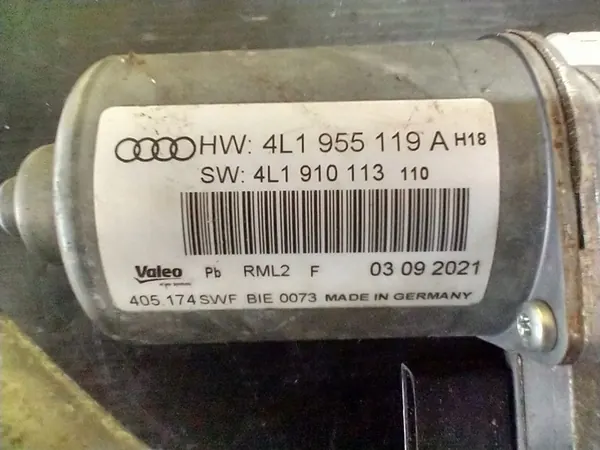 HW: 4L1 955 119 A H18
SW: 4L1 910 113 110
Valeo Pb RML2 F 03 09 2021
405.174 SWF BIE 0073 MADE IN GERMANY